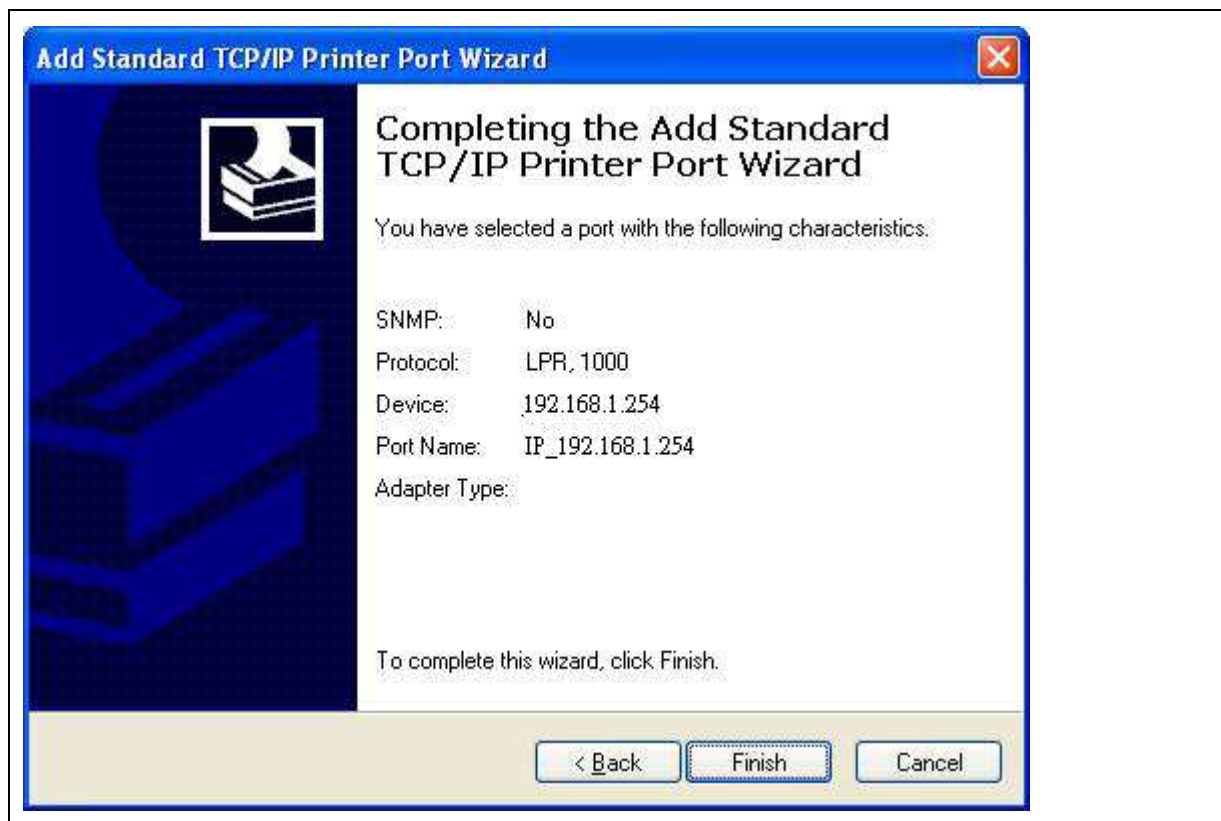 Add Standard TCP/IP Printer Port Wizard
Completing the Add Standard
TCP/IP Printer Port Wizard
You have selected a port with the following characteristics.
SNMP: No
Protocol: LPR, 1000
Device: 192.168.1.254
Port Name: IP_192.168.1.254
Adapter Type:
To complete this wizard, click Finish.
< Back Finish Cancel